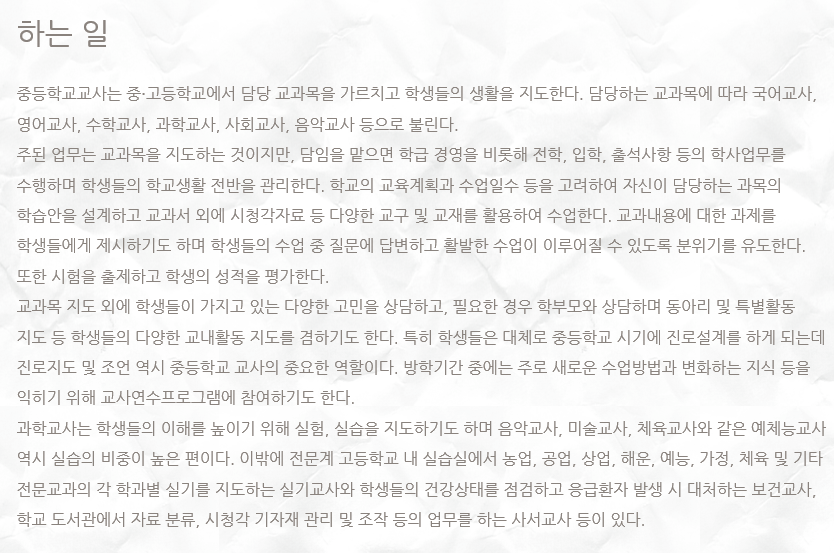 하는 일
중등학교교사는 중·고등학교에서 담당 교과목을 가르치고 학생들의 생활을 지도한다. 담당하는 교과목에 따라 국어교사,
영어교사, 수학교사, 과학교사, 사회교사, 음악교사 등으로 불린다.
주된 업무는 교과목을 지도하는 것이지만, 담임을 맡으면 학급 경영을 비롯해 전학, 입학, 출석사항 등의 학사업무를
수행하며 학생들의 학교생활 전반을 관리한다. 학교의 교육계획과 수업일수 등을 고려하여 자신이 담당하는 과목의
학습안을 설계하고 교과서 외에 시청각자료 등 다양한 교구 및 교재를 활용하여 수업한다. 교과내용에 대한 과제를
학생들에게 제시하기도 하며 학생들의 수업 중 질문에 답변하고 활발한 수업이 이루어질 수 있도록 분위기를 유도한다.
또한 시험을 출제하고 학생의 성적을 평가한다.
교과목 지도 외에 학생들이 가지고 있는 다양한 고민을 상담하고, 필요한 경우 학부모와 상담하며 동아리 및 특별활동
지도 등 학생들의 다양한 교내활동 지도를 겸하기도 한다. 특히 학생들은 대체로 중등학교 시기에 진로설계를 하게 되는데
진로지도 및 조언 역시 중등학교 교사의 중요한 역할이다. 방학기간 중에는 주로 새로운 수업방법과 변화하는 지식 등을
익히기 위해 교사연수프로그램에 참여하기도 한다.
과학교사는 학생들의 이해를 높이기 위해 실험, 실습을 지도하기도 하며 음악교사, 미술교사, 체육교사와 같은 예체능교사
역시 실습의 비중이 높은 편이다. 이밖에 전문계 고등학교 내 실습실에서 농업, 공업, 상업, 해운, 예능, 가정, 체육 및 기타
전문교과의 각 학과별 실기를 지도하는 실기교사와 학생들의 건강상태를 점검하고 응급환자 발생 시 대처하는 보건교사,
학교 도서관에서 자료 분류, 시청각 기자재 관리 및 조작 등의 업무를 하는 사서교사 등이 있다.